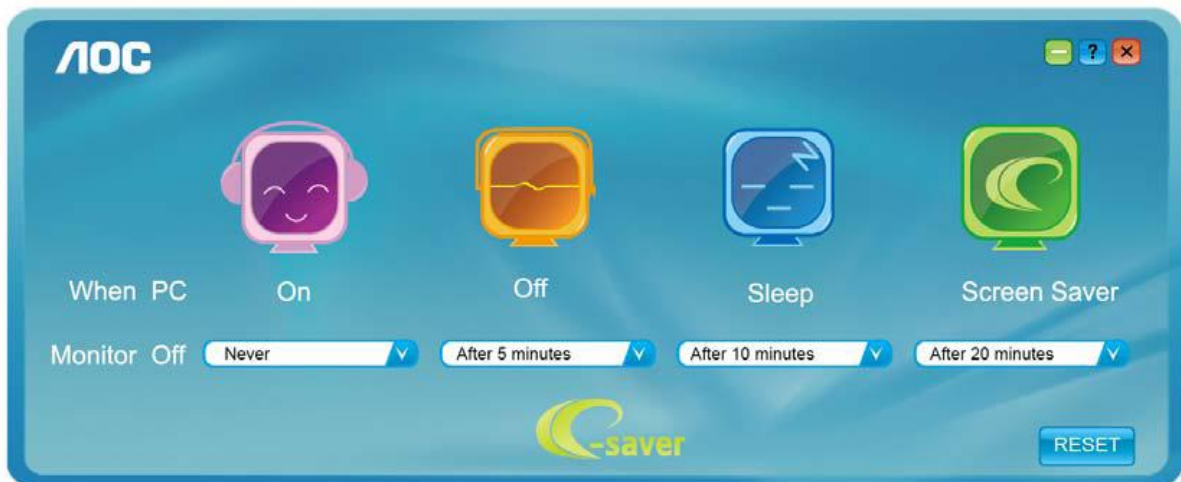 AOC
?
When PC On Off Sleep Screen Saver
Monitor Off Never After 5 minutes After 10 minutes After 20 minutes
e-saver
RESET